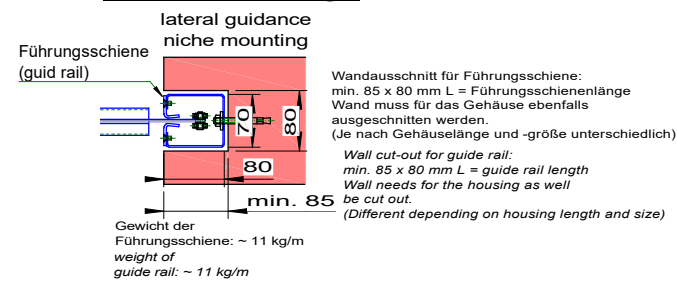 lateral guidance
niche mounting
Führungsschiene
(guid rail)
70
80
80
min. 85
Wandausschnitt für Führungsschiene:
min. 85 x 80 mm L = Führungsschienenlänge
Wand muss für das Gehäuse ebenfalls
ausgeschnitten werden.
(Je nach Gehäuselänge und -größe unterschiedlich)
Wall cut-out for guide rail:
min. 85 x 80 mm L = guide rail length
Wall needs for the housing as well
be cut out.
(Different depending on housing length and size)
Gewicht der
Führungsschiene: ~ 11 kg/m
weight of
guide rail: ~ 11 kg/m